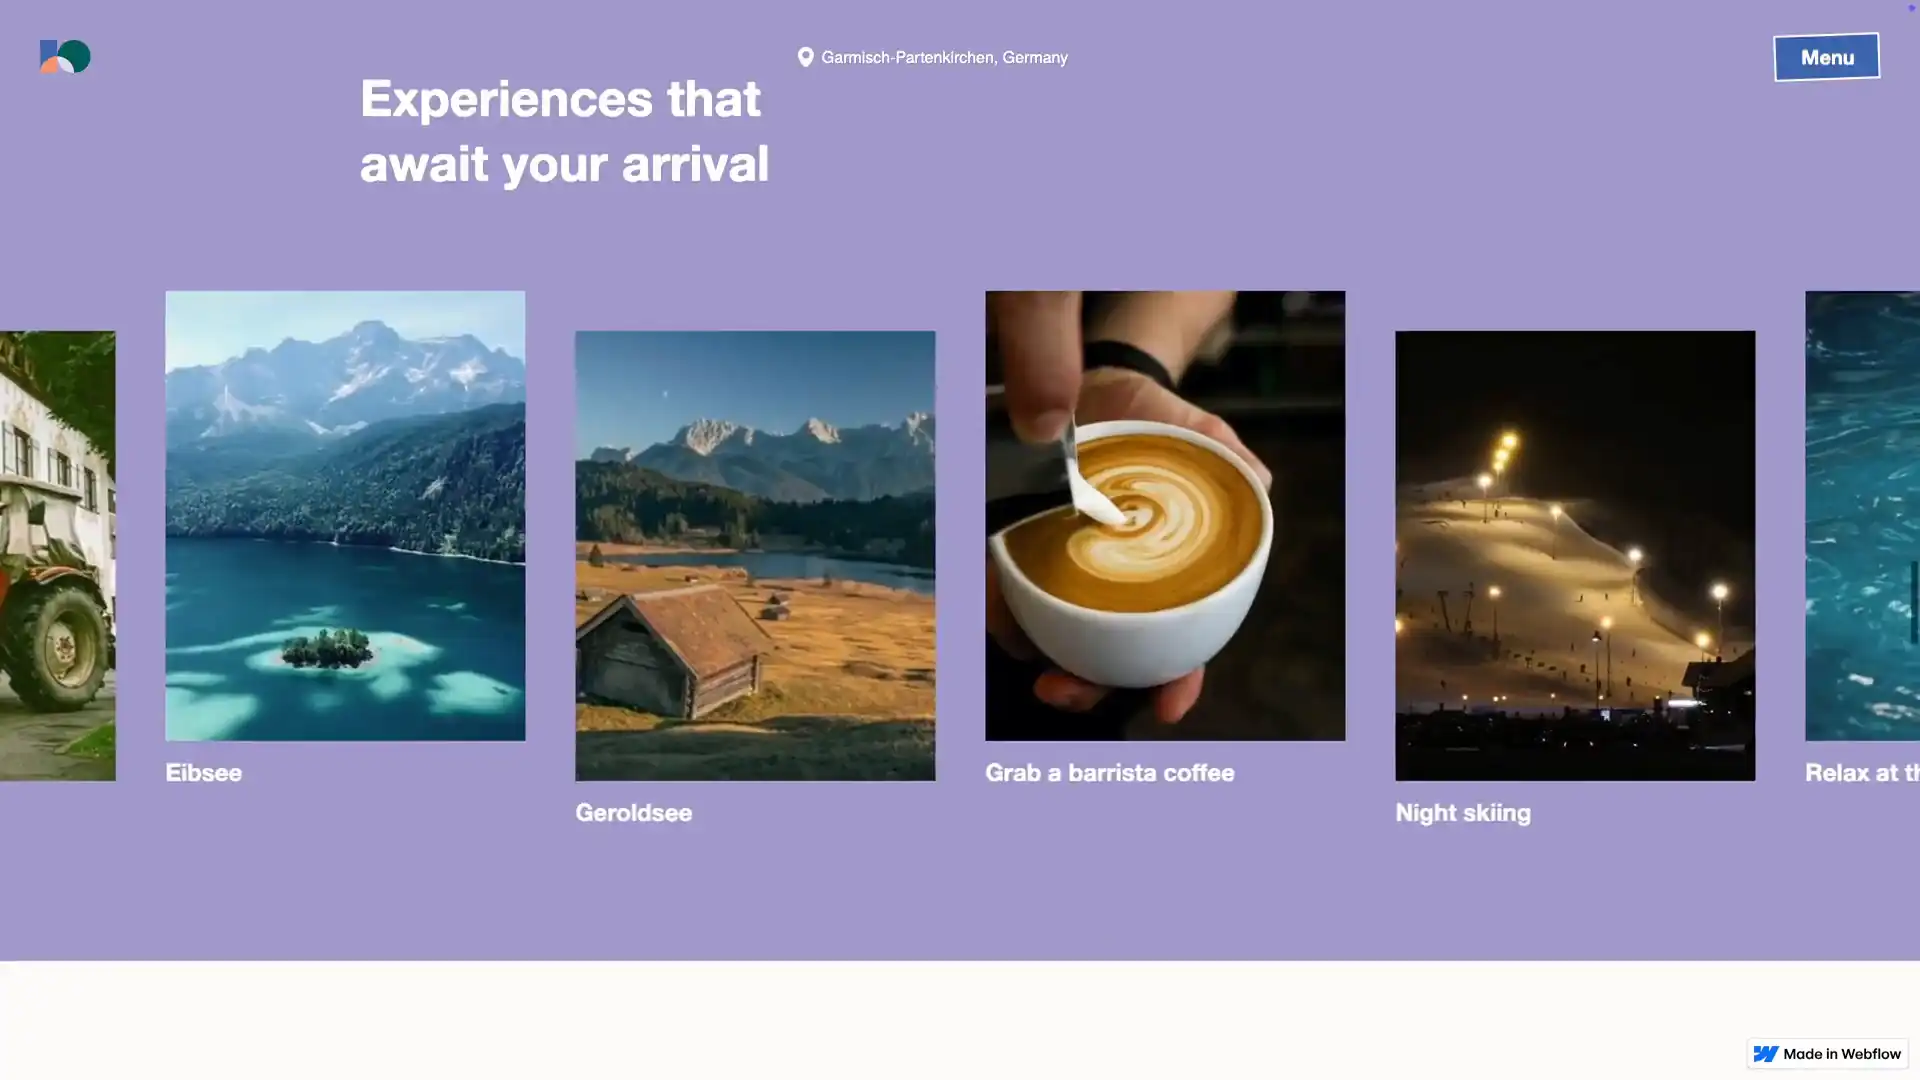 Garmisch-Partenkirchen, Germany
Menu
Experiences that
await your arrival
Eibsee
Geroldsee
Grab a barrista coffee
Night skiing
Relax at
Made in Webflow